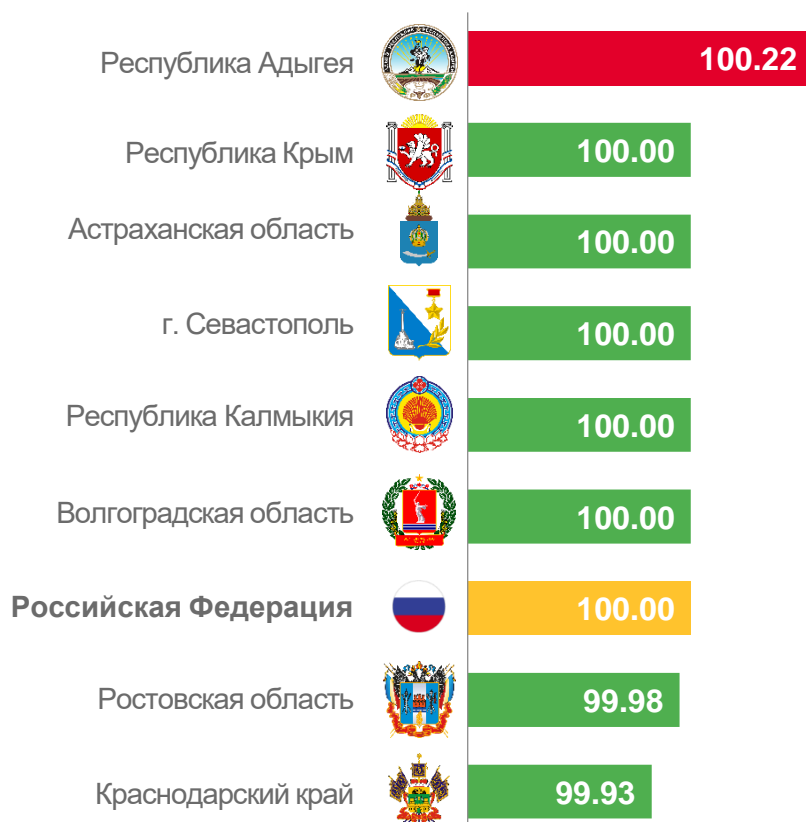 Республика Адыгея 100.22
Республика Крым 100.00
Астраханская область 100.00
г. Севастополь 100.00
Республика Калмыкия 100.00
Волгоградская область 100.00
Российская Федерация 100.00
Ростовская область 99.98
Краснодарский край 99.93